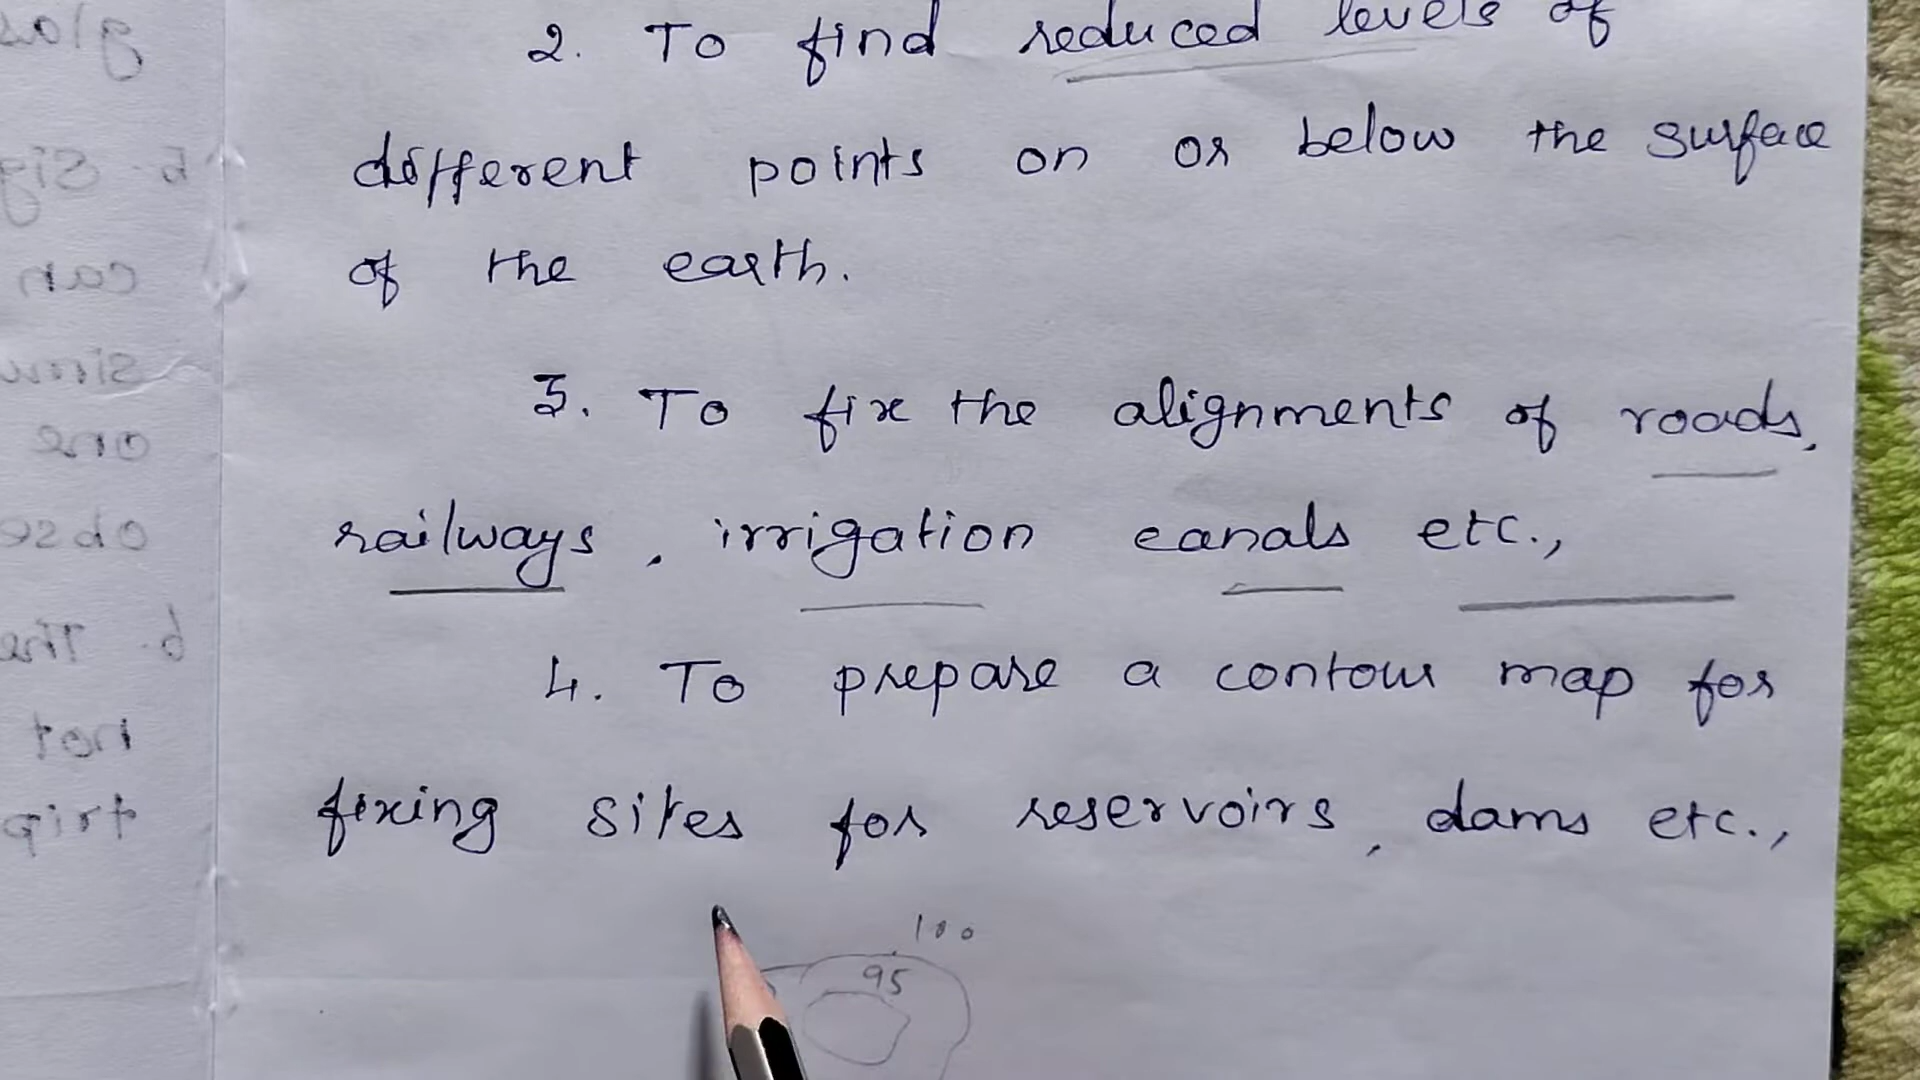 2. To find reduced levels of
different points on or below the surface
of the earth.
3. To fix the alignments of roads,
railways, irrigation canals etc.,
4. To prepare a contour map for
fixing sites for reservoirs, dams etc.,
100
95